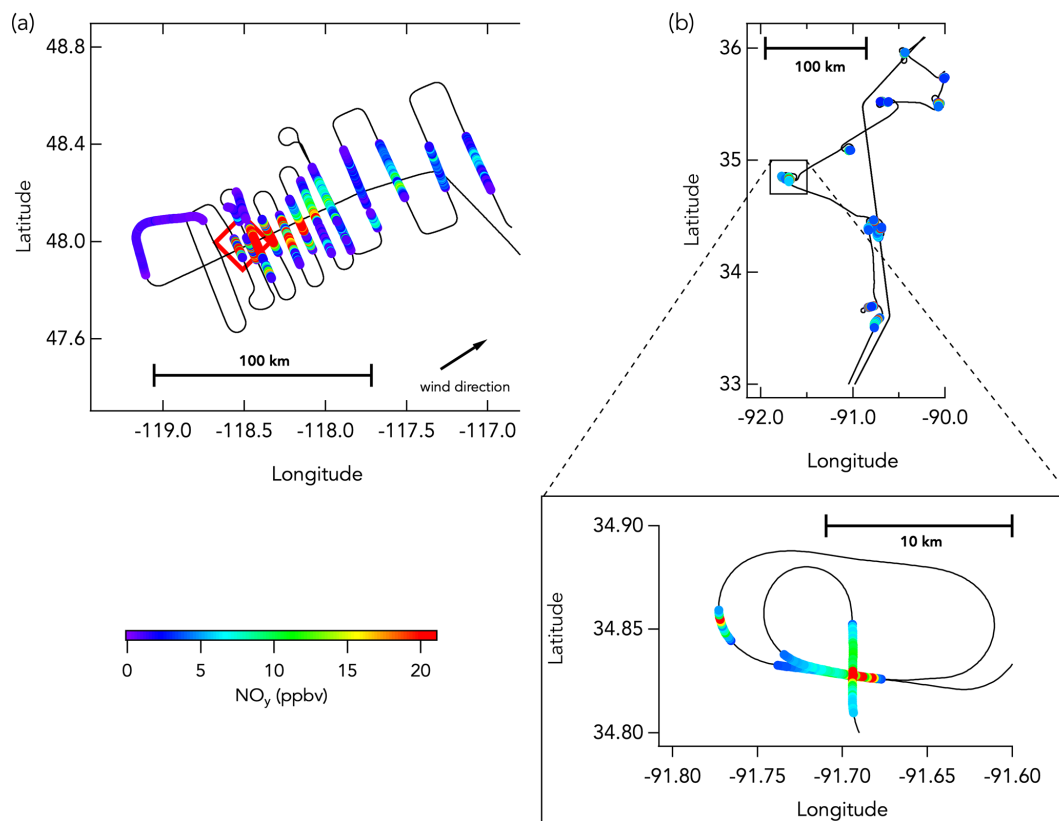 (a)
48.8
48.4
48.0
47.6
Latitude
100 km
wind direction
-119.0
-118.5
-118.0
-117.5
-117.0
Longitude
(b)
36
35
34
33
Latitude
100 km
-92.0
-91.0
-90.0
Longitude
0
5
10
15
20
NOy (ppbv)
34.90
34.85
34.80
Latitude
10 km
-91.80
-91.75
-91.70
-91.65
-91.60
Longitude